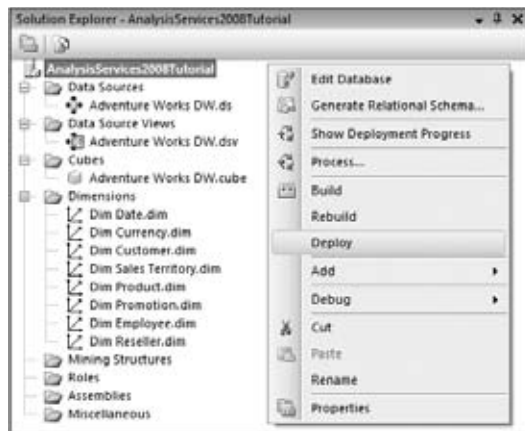 Solution Explorer - AnalysisServices2008Tutorial
AnalysisServices2008Tutorial
Data Sources
Adventure Works DW.ds
Data Source Views
Adventure Works DW.dsv
Cubes
Adventure Works DW.cube
Dimensions
Dim Date.dim
Dim Currency.dim
Dim Customer.dim
Dim Sales Territory.dim
Dim Product.dim
Dim Promotion.dim
Dim Employee.dim
Dim Reseller.dim
Mining Structures
Roles
Assemblies
Miscellaneous
Edit Database
Generate Relational Schema...
Show Deployment Progress
Process...
Build
Rebuild
Deploy
Add
Debug
Cut
Paste
Rename
Properties